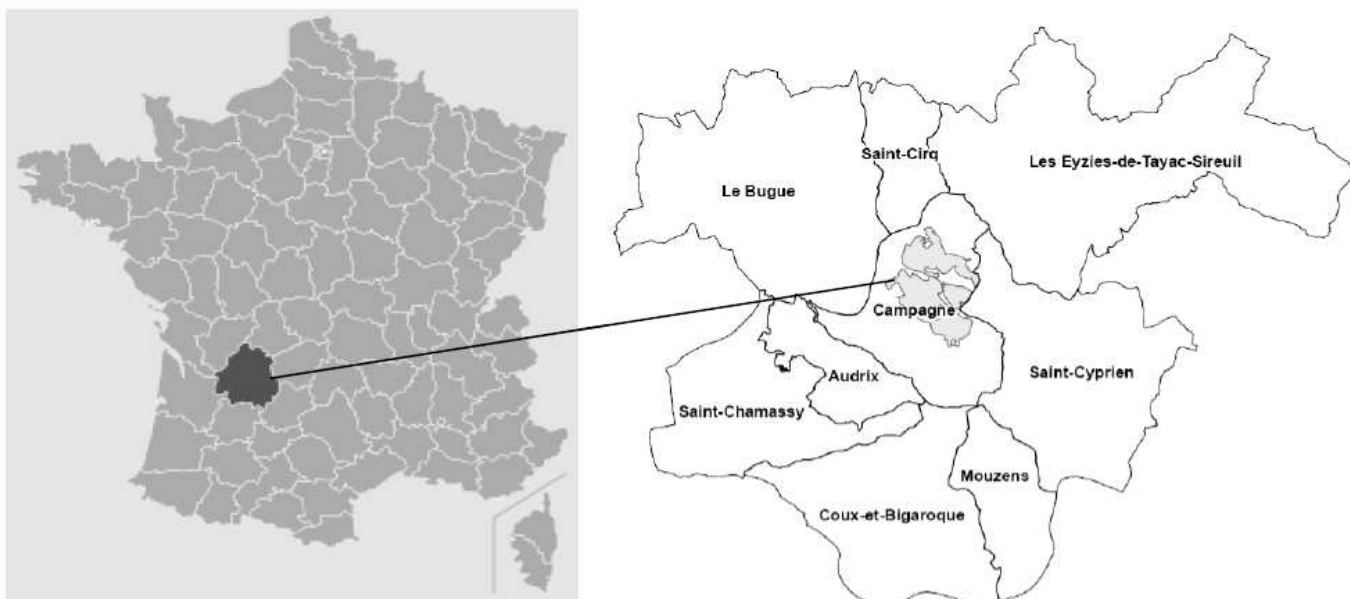 Saint-Cirq
Les Eyzies-de-Tayac-Sireuil
Le Bugue
Campagne
Audrix
Saint-Cyprien
Saint-Chamassy
Mouzens
Coux-et-Bigaroque